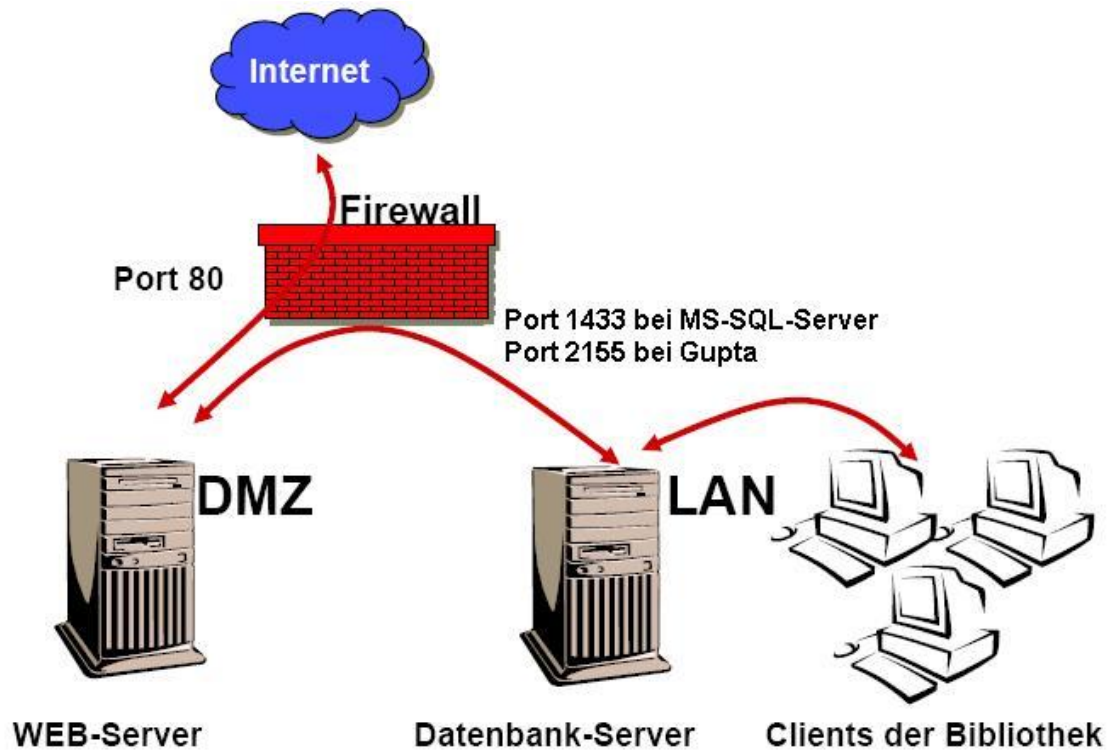 Internet
Firewall
Port 80
Port 1433 bei MS-SQL-Server
Port 2155 bei Gupta
DMZ
LAN
WEB-Server
Datenbank-Server
Clients der Bibliothek